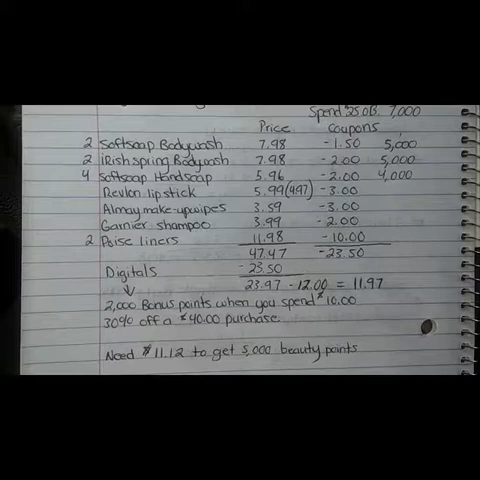 Spend $25 OB. 7,000
Price Coupons
2 Softsoap Bodywash 7.98 -1.50 5,000
2 iRish spring Bodywash 7.98 -2.00 5,000
4 Softsoap Handsoap 5.96 -2.00 4,000
Revlon lipstick 5.99 (4.97) -3.00
Almay make-upwipes 3.59 -3.00
Garnier shampoo 3.99 -2.00
2 Poise liners 11.98 -10.00
47.47 -23.50
Digitals -23.50
23.97 - 12.00 = 11.97
2,000 Bonus points when you spend $10.00
30% off a $40.00 purchase
Need $11.12 to get 5,000 beauty points